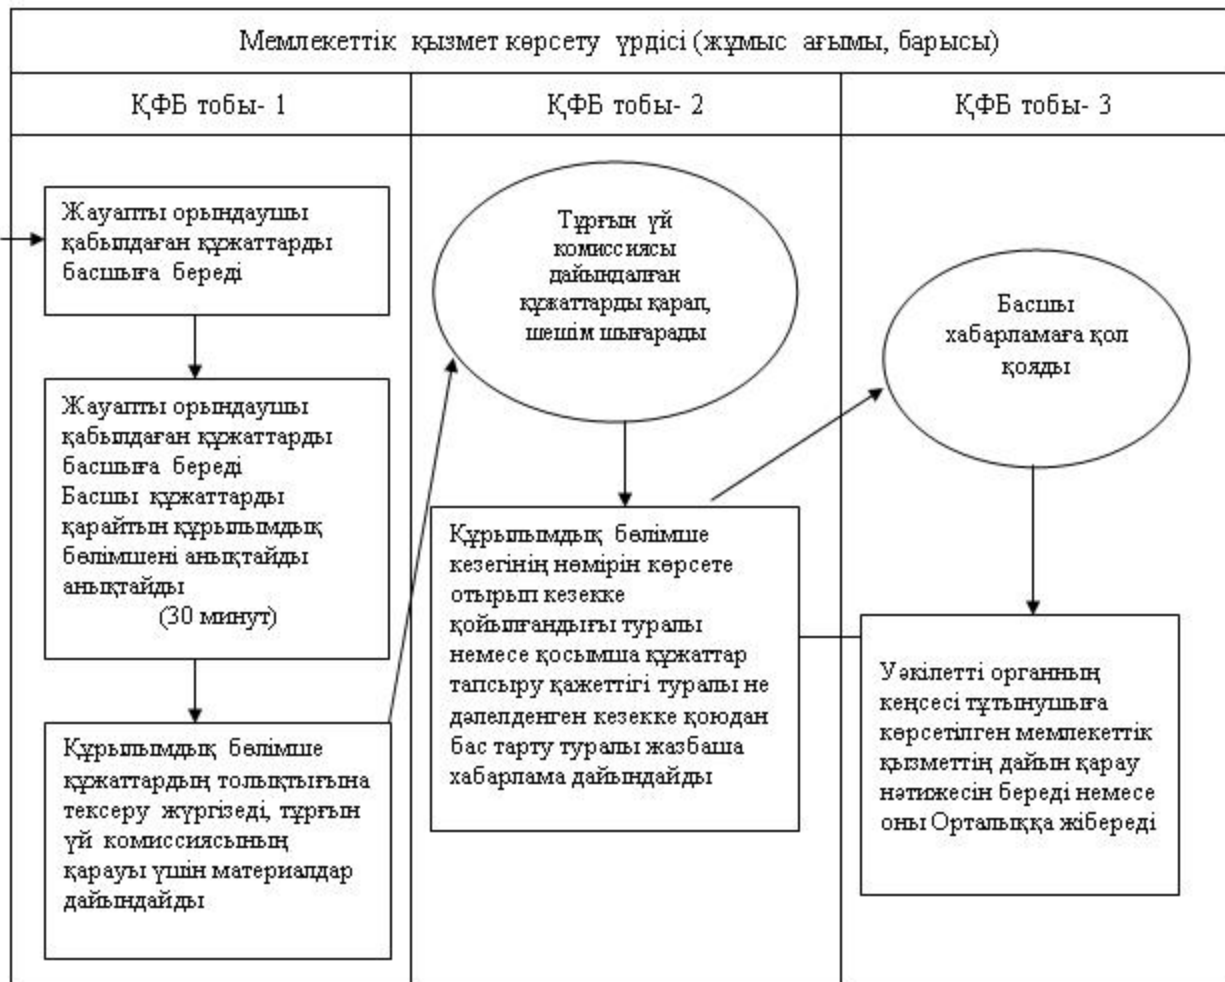 Мемлекеттік қызмет көрсету үрдісі (жұмыс ағымы, барысы)
ҚФБ тобы- 1
ҚФБ тобы- 2
ҚФБ тобы- 3
Жауапты орындаушы
қабылдаған құжаттарды
басшыға береді
Жауапты орындаушы
қабылдаған құжаттарды
басшыға береді
Басшы құжаттарды
қарайтын құрылымдық
бөлімшені анықтайды
анықтайды
(30 минут)
Құрылымдық бөлімше
құжаттардың толықтығына
тексеру жүргізеді, тұрғын
үй комиссиясының
қарауы үшін материалдар
дайындайды
Тұрғын үй
комиссиясы
дайындалған
құжаттарды қарап,
шешім шығарады
Құрылымдық бөлімше
кезегінің нөмірін көрсете
отырып кезекке
қойылғандығы туралы
немесе қосымша құжаттар
тапсыру қажеттігі туралы не
дәлелденген кезекке қоюдан
бас тарту туралы жазбаша
хабарлама дайындайды
Басшы
хабарламаға қол
қояды
Уәкілетті органның
кеңсесі тұтынушыға
көрсетілген мемлекеттік
қызметтің дайын қарау
нәтижесін береді немесе
оны Орталыққа жібереді